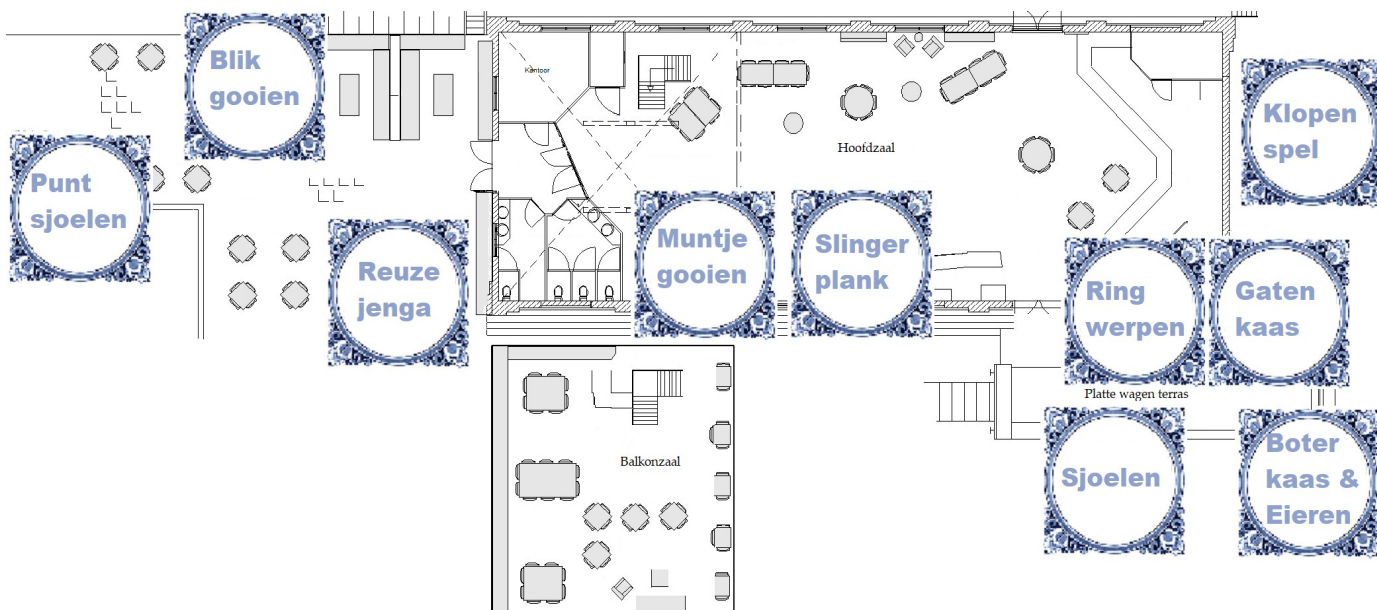 Blik
gooien
Kantoor
Klopen
spel
Hoofdzaal
Punt
sjoelen
Muntje
gooien
Slinger
plank
Reuze
jenga
Ring
werpen
Gaten
kaas
Platte wagen terras
Balkonzaal
Sjoelen
Boter
kaas &
Eieren